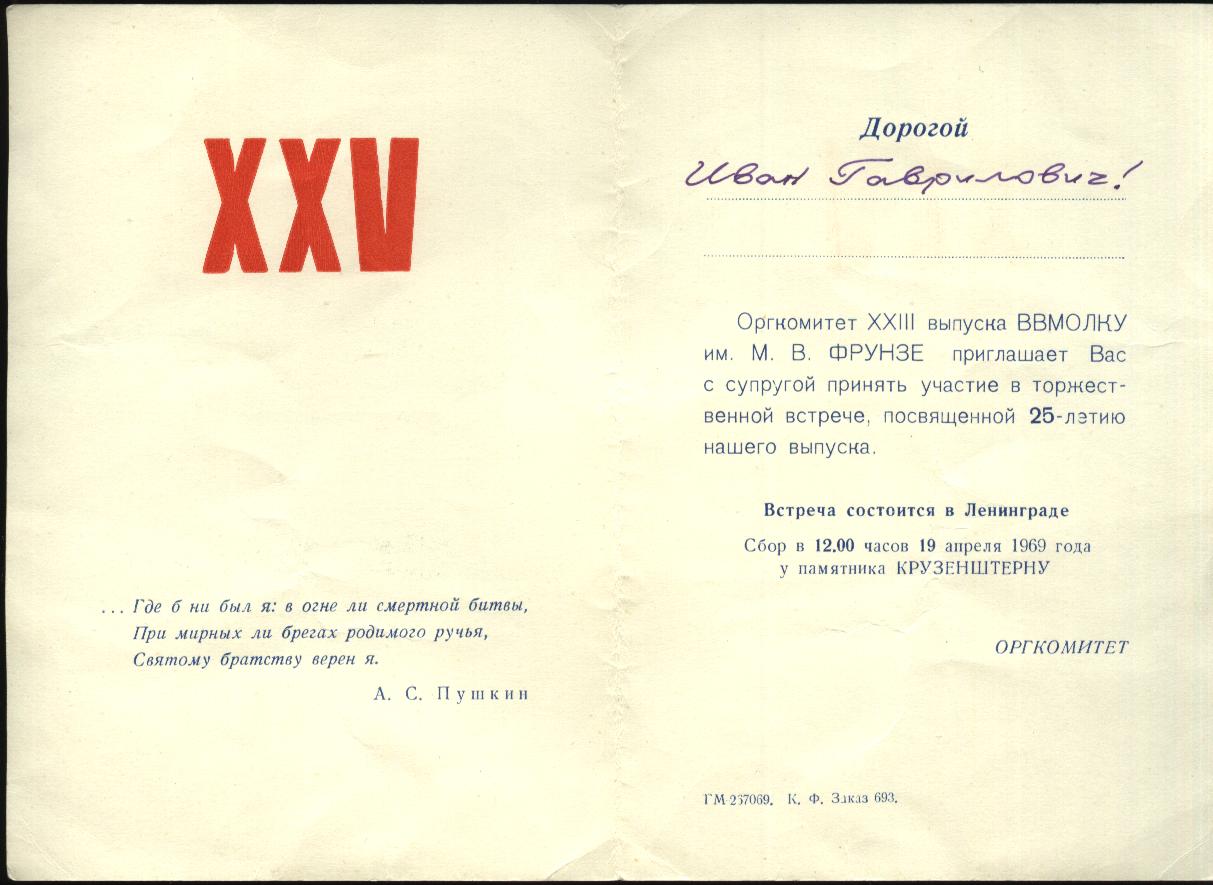 XXV
... Где б ни был я: в огне ли смертной битвы,
При мирных ли брегах родимого ручья,
Святому братству верен я.
А. С. Пушкин
Дорогой
Иван Гаврилович!
Оргкомитет XXIII выпуска ВВМОЛКУ
им. М. В. ФРУНЗЕ приглашает Вас
с супругой принять участие в торжест-
венной встрече, посвященной 25-летию
нашего выпуска.
Встреча состоится в Ленинграде
Сбор в 12.00 часов 19 апреля 1969 года
у памятника КРУЗЕНШТЕРНУ
ОРГКОМИТЕТ
ГМ-267069. К. Ф. Заказ 693.